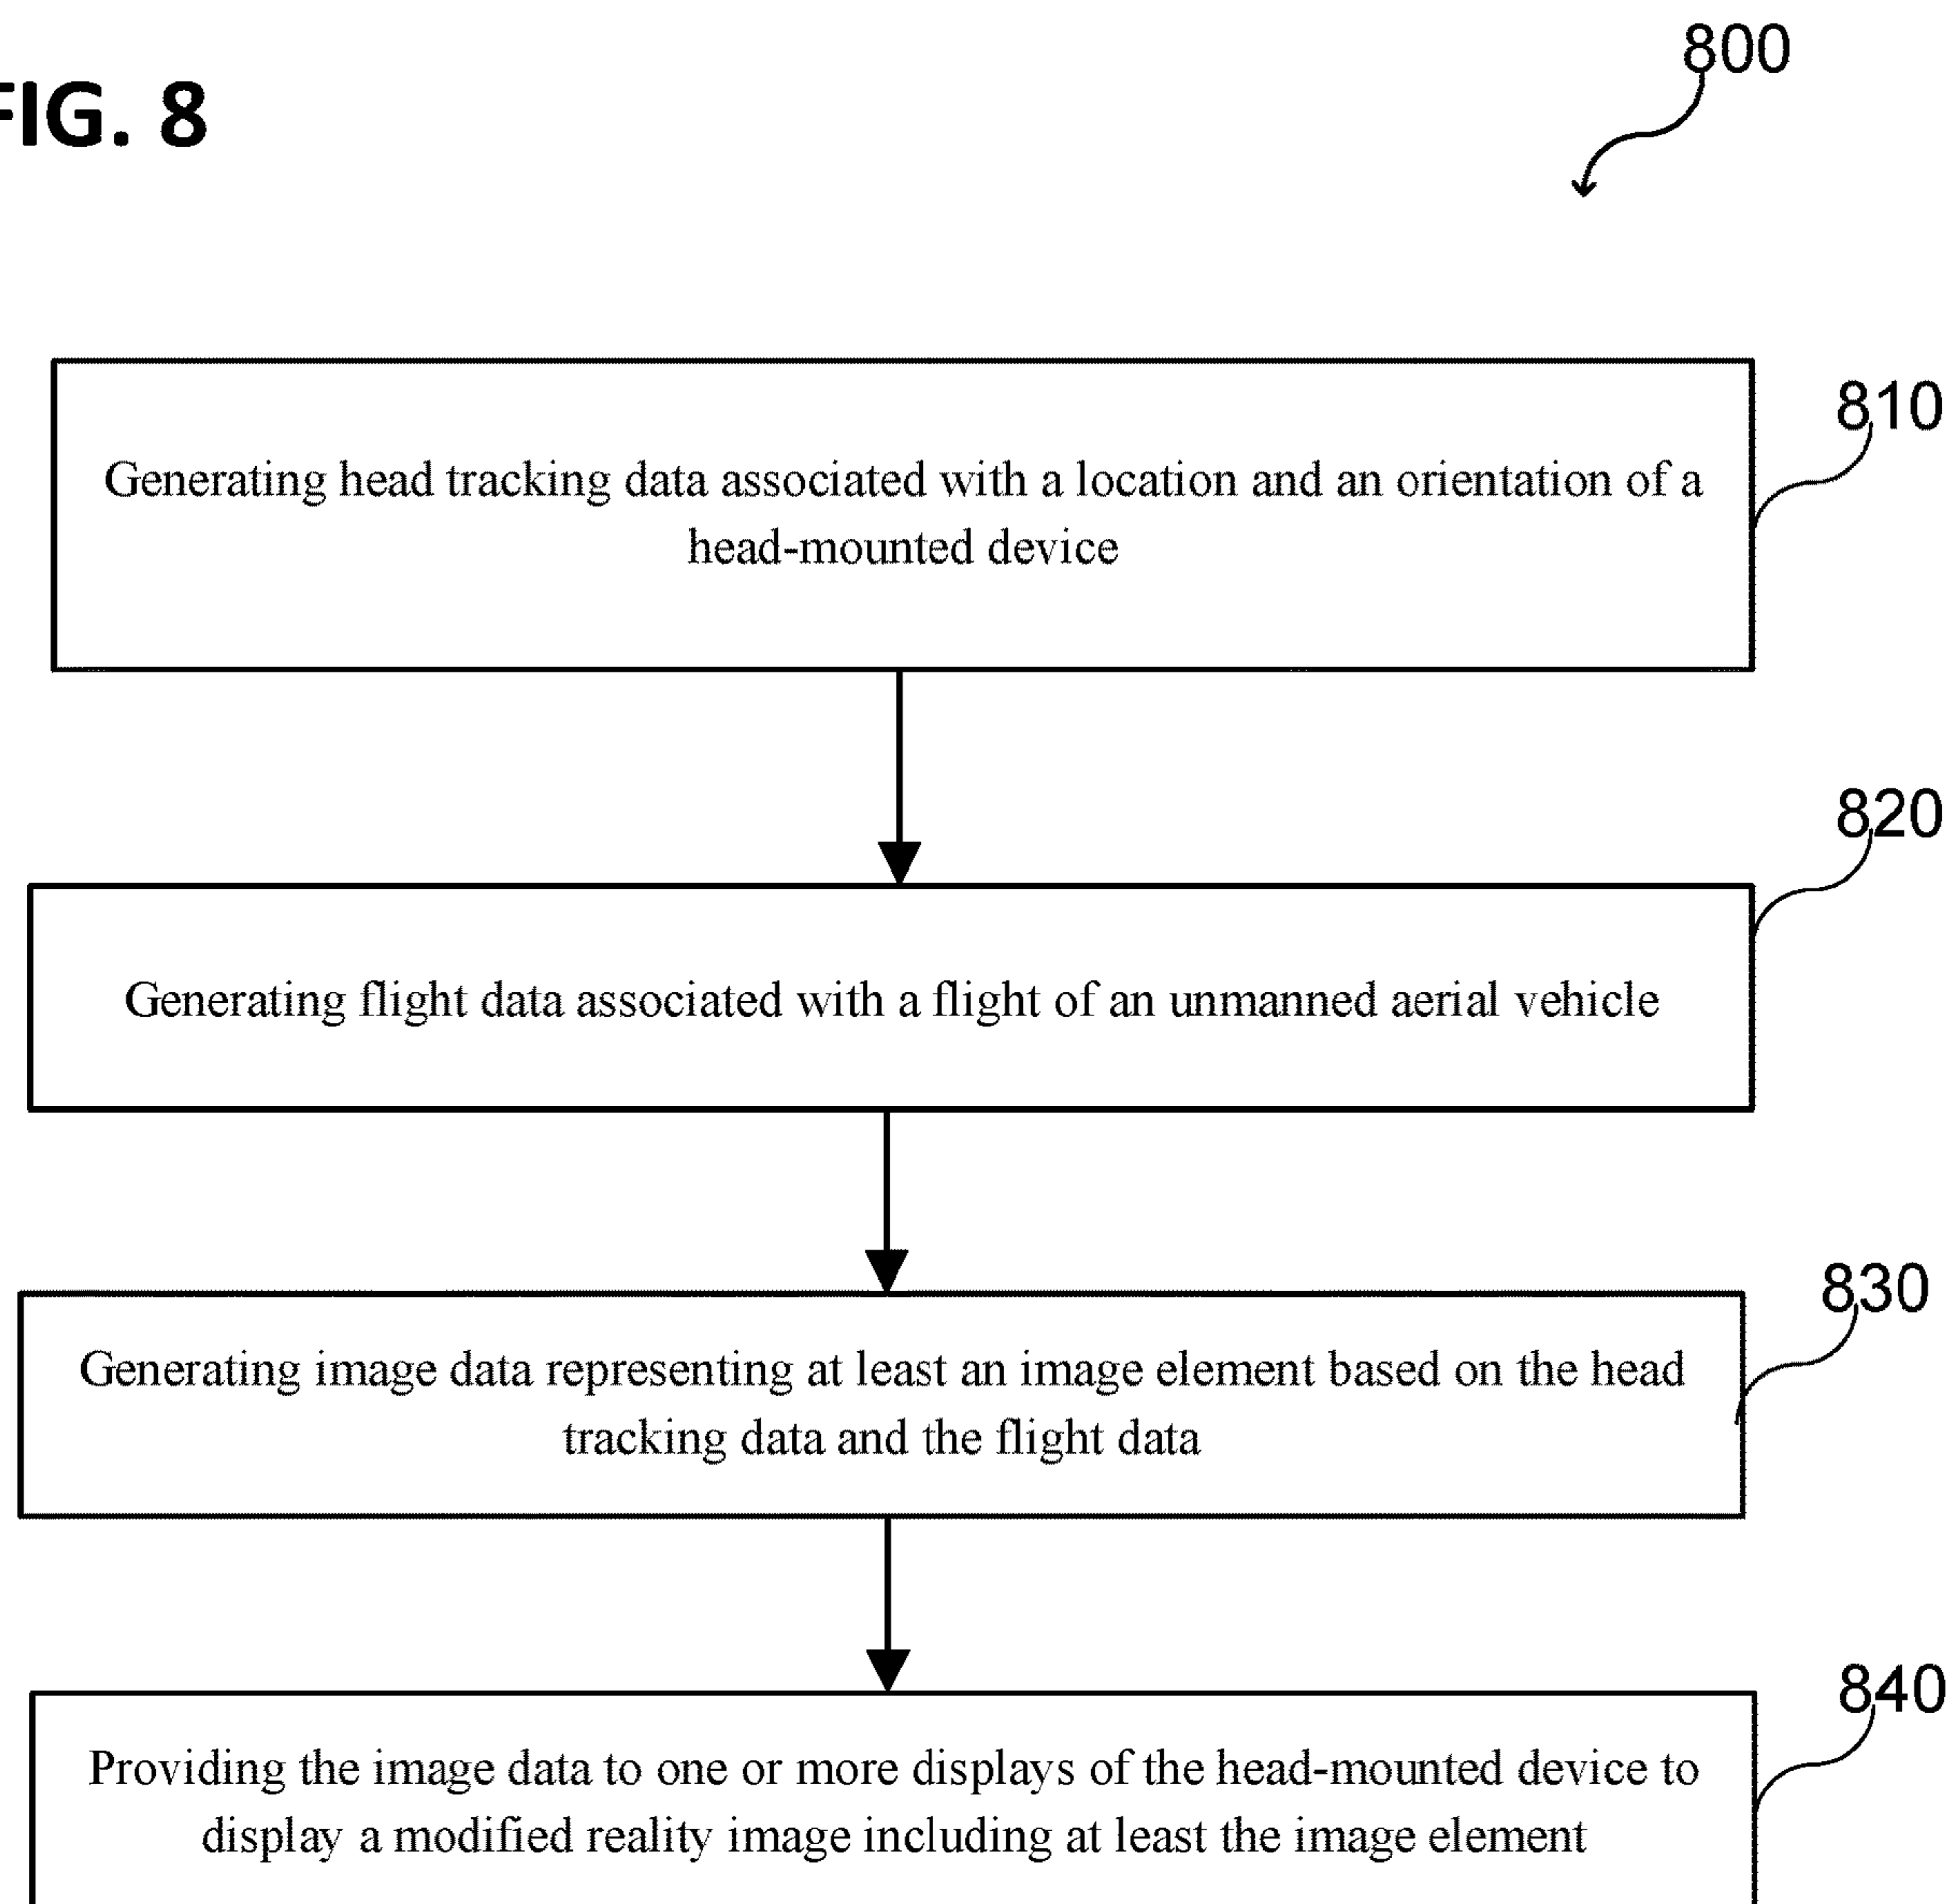 FIG. 8
800
Generating head tracking data associated with a location and an orientation of a
head-mounted device
810
Generating flight data associated with a flight of an unmanned aerial vehicle
820
Generating image data representing at least an image element based on the head
tracking data and the flight data
830
Providing the image data to one or more displays of the head-mounted device to
display a modified reality image including at least the image element
840